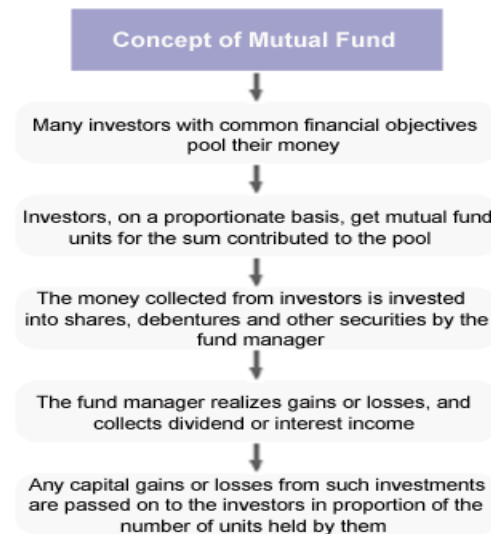 Concept of Mutual Fund
Many investors with common financial objectives
pool their money
Investors, on a proportionate basis, get mutual fund
units for the sum contributed to the pool
The money collected from investors is invested
into shares, debentures and other securities by the
fund manager
The fund manager realizes gains or losses, and
collects dividend or interest income
Any capital gains or losses from such investments
are passed on to the investors in proportion of the
number of units held by them